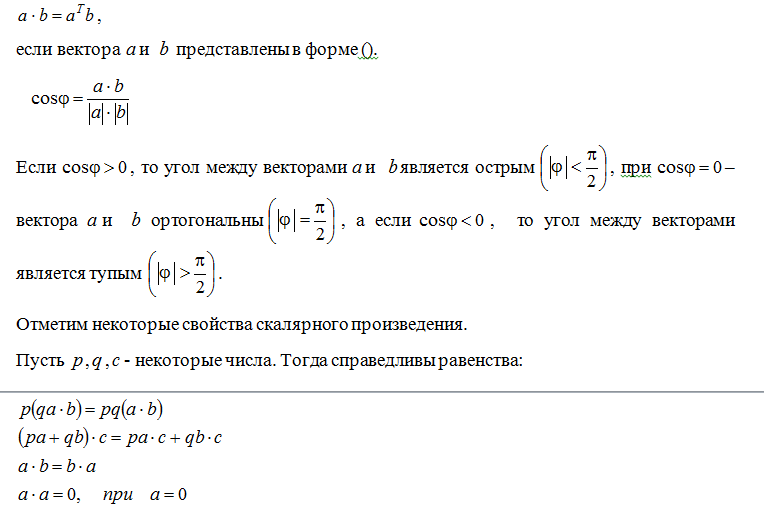 a · b = aᵀb,
если вектора a и b представлены в форме ().
cosφ = a · b / |a| · |b|
Если cosφ > 0, то угол между векторами a и b является острым (|φ| < π/2), при cosφ = 0 –
вектора a и b ортогональны (|φ| = π/2), а если cosφ < 0, то угол между векторами
является тупым (|φ| > π/2).
Отметим некоторые свойства скалярного произведения.
Пусть p, q, c - некоторые числа. Тогда справедливы равенства:
p(qa · b) = pq(a · b)
(pa + qb) · c = pa · c + qb · c
a · b = b · a
a · a = 0, при a = 0